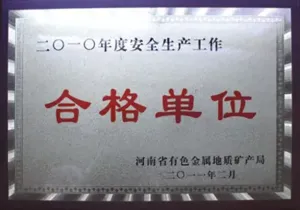 二〇一〇年度安全生产工作
合格单位
河南省有色金属地质矿产局
二〇一一年二月